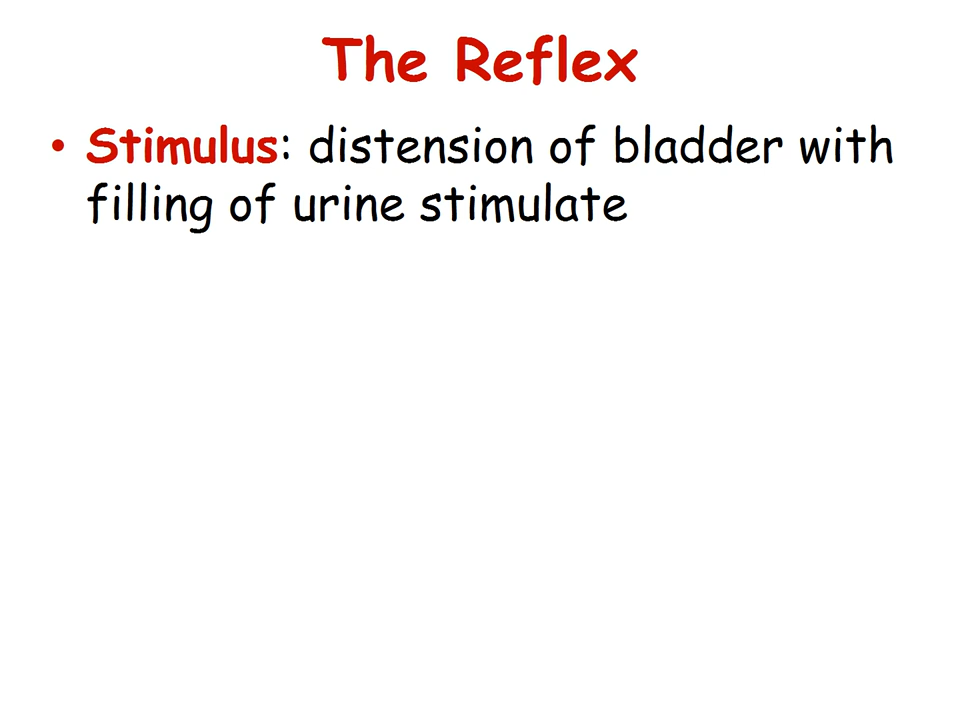 The Reflex
• Stimulus: distension of bladder with
filling of urine stimulate